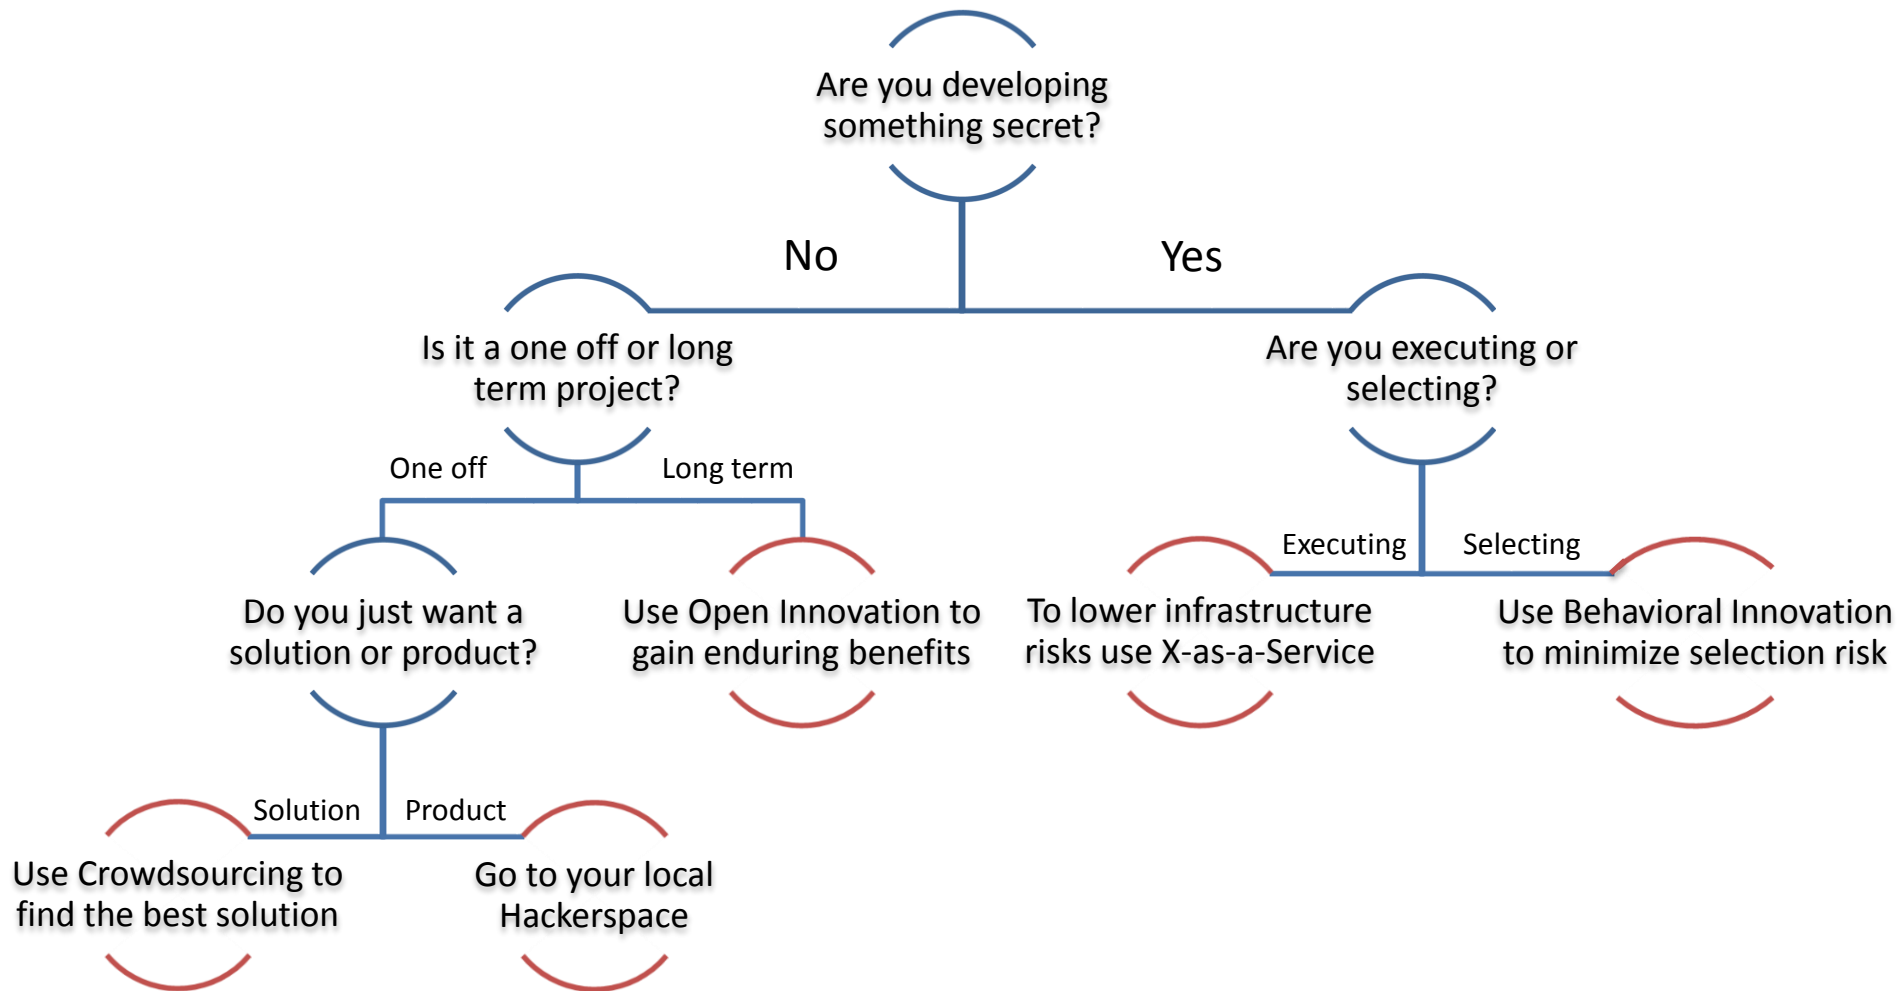 Are you developing
something secret?
No
Yes
Is it a one off or long
term project?
Are you executing or
selecting?
One off
Long term
Executing
Selecting
Do you just want a
solution or product?
Use Open Innovation to
gain enduring benefits
To lower infrastructure
risks use X-as-a-Service
Use Behavioral Innovation
to minimize selection risk
Solution
Product
Use Crowdsourcing to
find the best solution
Go to your local
Hackerspace